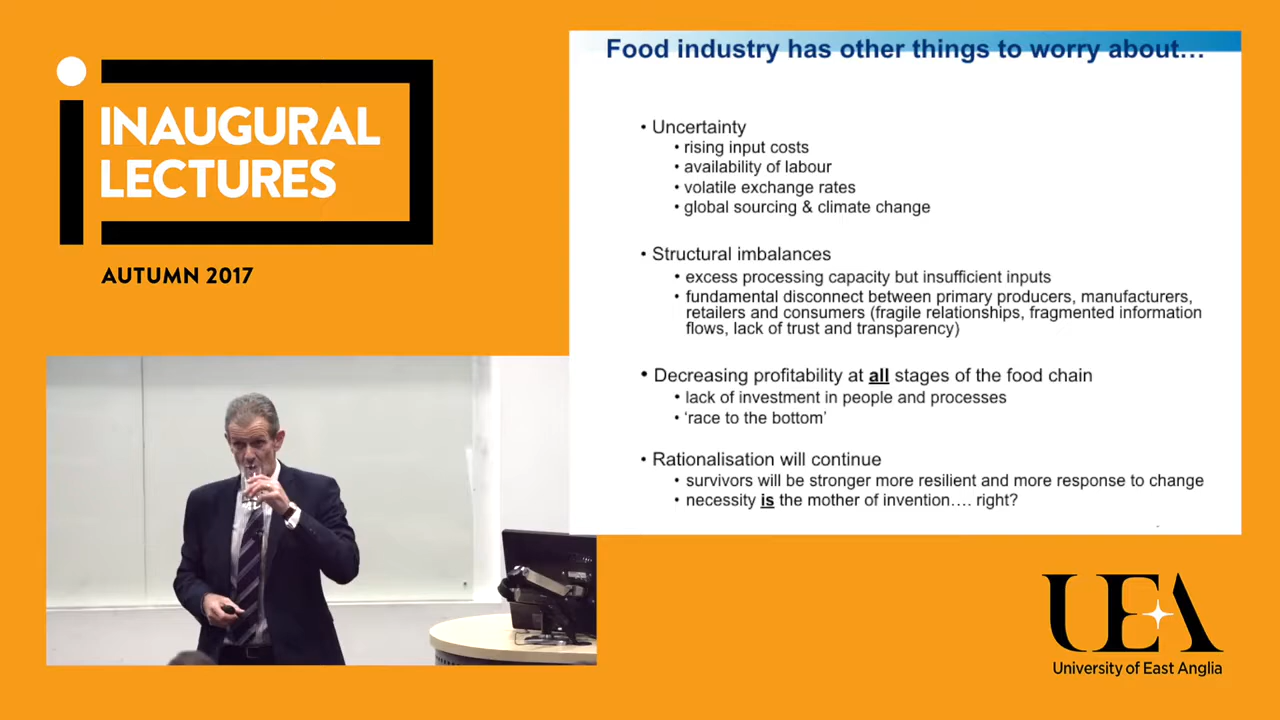 INAUGURAL
LECTURES
AUTUMN 2017
Food industry has other things to worry about…
• Uncertainty
• rising input costs
• availability of labour
• volatile exchange rates
• global sourcing & climate change
• Structural imbalances
• excess processing capacity but insufficient inputs
• fundamental disconnect between primary producers, manufacturers,
retailers and consumers (fragile relationships, fragmented information
flows, lack of trust and transparency)
• Decreasing profitability at all stages of the food chain
• lack of investment in people and processes
• ‘race to the bottom’
• Rationalisation will continue
• survivors will be stronger more resilient and more response to change
• necessity is the mother of invention…. right?
UEA
University of East Anglia